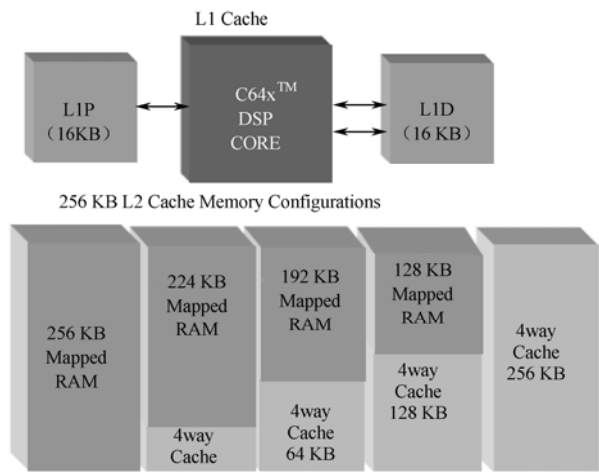 L1 Cache
L1P
（16KB）
C64x™
DSP
CORE
L1D
（16 KB）
256 KB L2 Cache Memory Configurations
256 KB
Mapped
RAM
224 KB
Mapped
RAM
4way
Cache
192 KB
Mapped
RAM
4way
Cache
64 KB
128 KB
Mapped
RAM
4way
Cache
128 KB
4way
Cache
256 KB